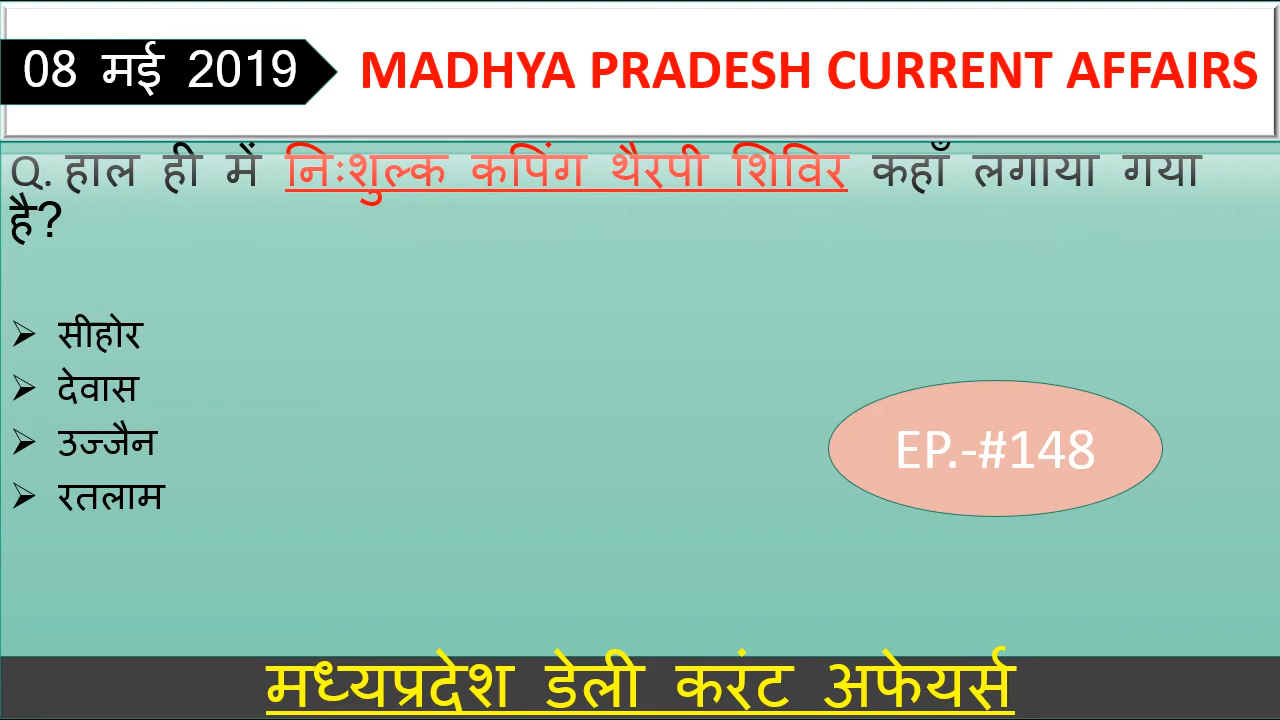 08 मई 2019
MADHYA PRADESH CURRENT AFFAIRS
Q. हाल ही में निःशुल्क कपिंग थैरपी शिविर कहाँ लगाया गया
है?
➢ सीहोर
➢ देवास
➢ उज्जैन
➢ रतलाम
EP.-#148
मध्यप्रदेश डेली करंट अफेयर्स